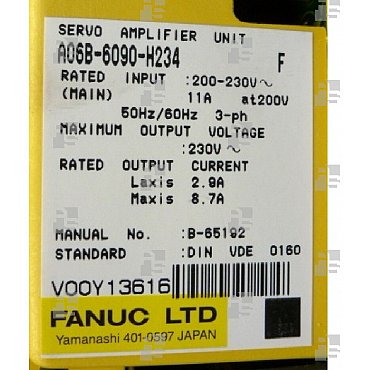 SERVO AMPLIFIER UNIT
A06B-6090-H234 F
RATED INPUT :200-230V~
(MAIN) 11A at200V
50Hz/60Hz 3-ph
MAXIMUM OUTPUT VOLTAGE
:230V~
RATED OUTPUT CURRENT
Laxis 2.9A
Maxis 8.7A
MANUAL No. :B-65192
STANDARD :DIN VDE 0160
V00Y13616
FANUC LTD
Yamanashi 401-0597 JAPAN